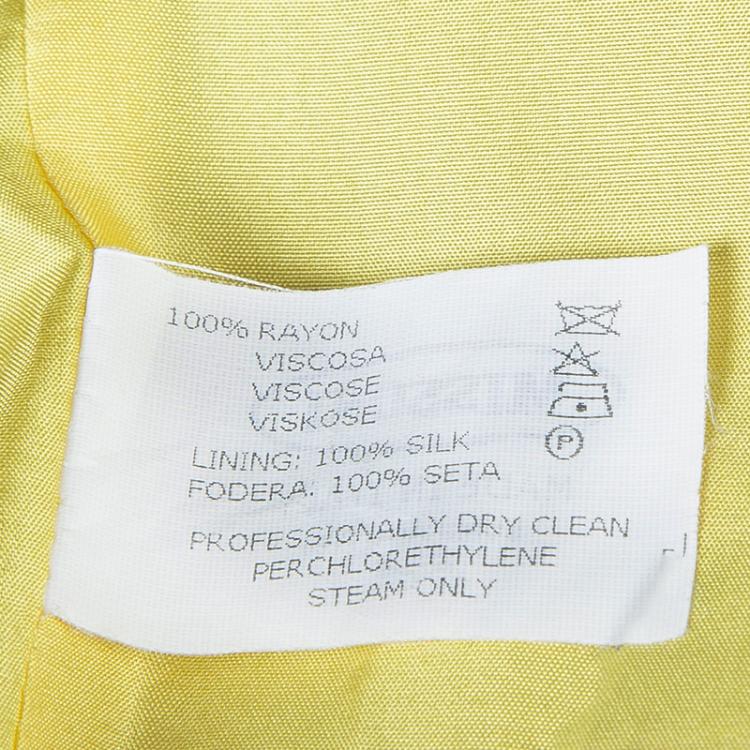 100% RAYON
VISCOSA
VISCOSE
VISKOSE
LINING: 100% SILK
FODERA: 100% SETA
P
PROFESSIONALLY DRY CLEAN
PERCHLORETHYLENE
STEAM ONLY